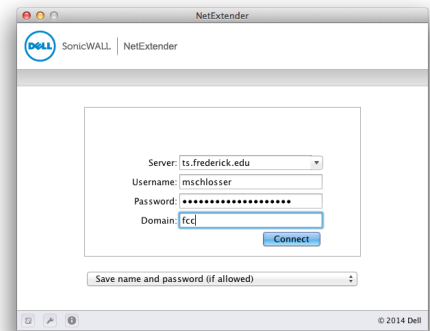 NetExtender
DELL SonicWALL | NetExtender
Server: ts.frederick.edu
Username: mschlosser
Password: ••••••••••••••••••••
Domain: fcc
Connect
Save name and password (if allowed)
© 2014 Dell